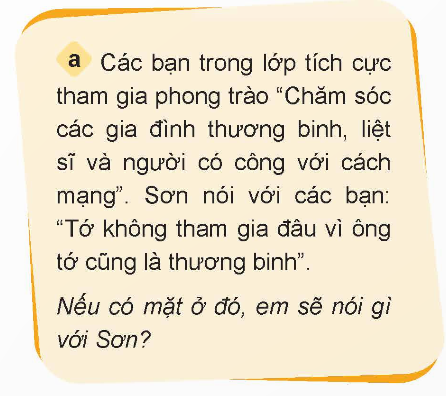 a Các bạn trong lớp tích cực
tham gia phong trào “Chăm sóc
các gia đình thương binh, liệt
sĩ và người có công với cách
mạng”. Sơn nói với các bạn:
“Tớ không tham gia đâu vì ông
tớ cũng là thương binh”.
Nếu có mặt ở đó, em sẽ nói gì
với Sơn?